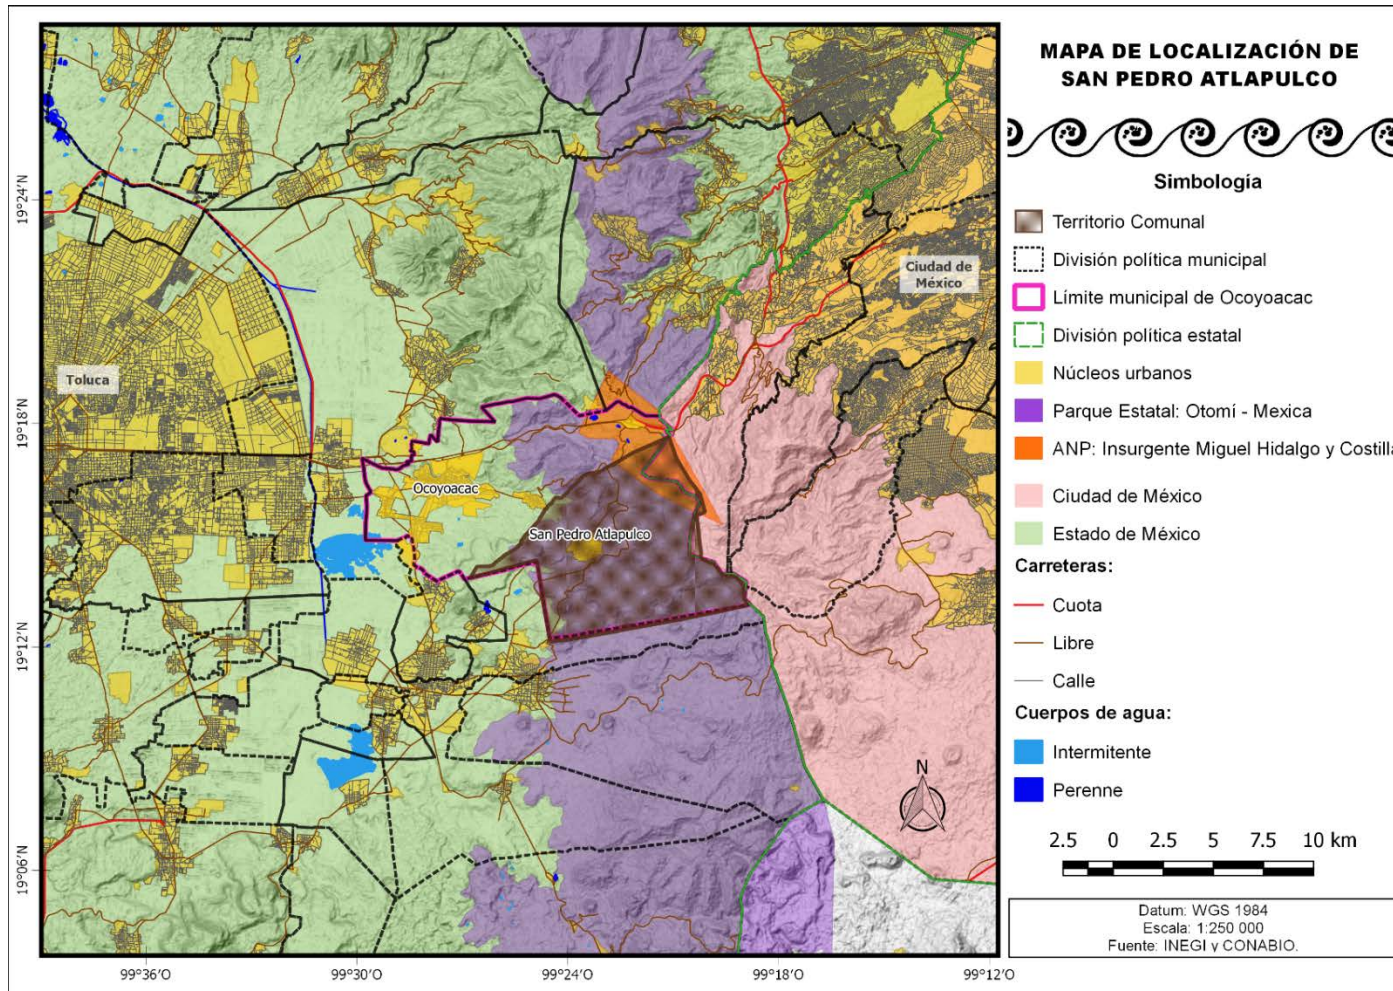 MAPA DE LOCALIZACIÓN DE
SAN PEDRO ATLAPULCO
Simbología
Territorio Comunal
División política municipal
Límite municipal de Ocoyoacac
División política estatal
Núcleos urbanos
Parque Estatal: Otomí - Mexica
ANP: Insurgente Miguel Hidalgo y Costilla
Ciudad de México
Estado de México
Carreteras:
Cuota
Libre
Calle
Cuerpos de agua:
Intermitente
Perenne
N
2.5 0 2.5 5 7.5 10 km
Datum: WGS 1984
Escala: 1:250 000
Fuente: INEGI y CONABIO.
Ciudad de
México
Toluca
Ocoyoacac
San Pedro Atlapulco
19°24'N
19°18'N
19°12'N
19°06'N
99°36'O
99°30'O
99°24'O
99°18'O
99°12'O